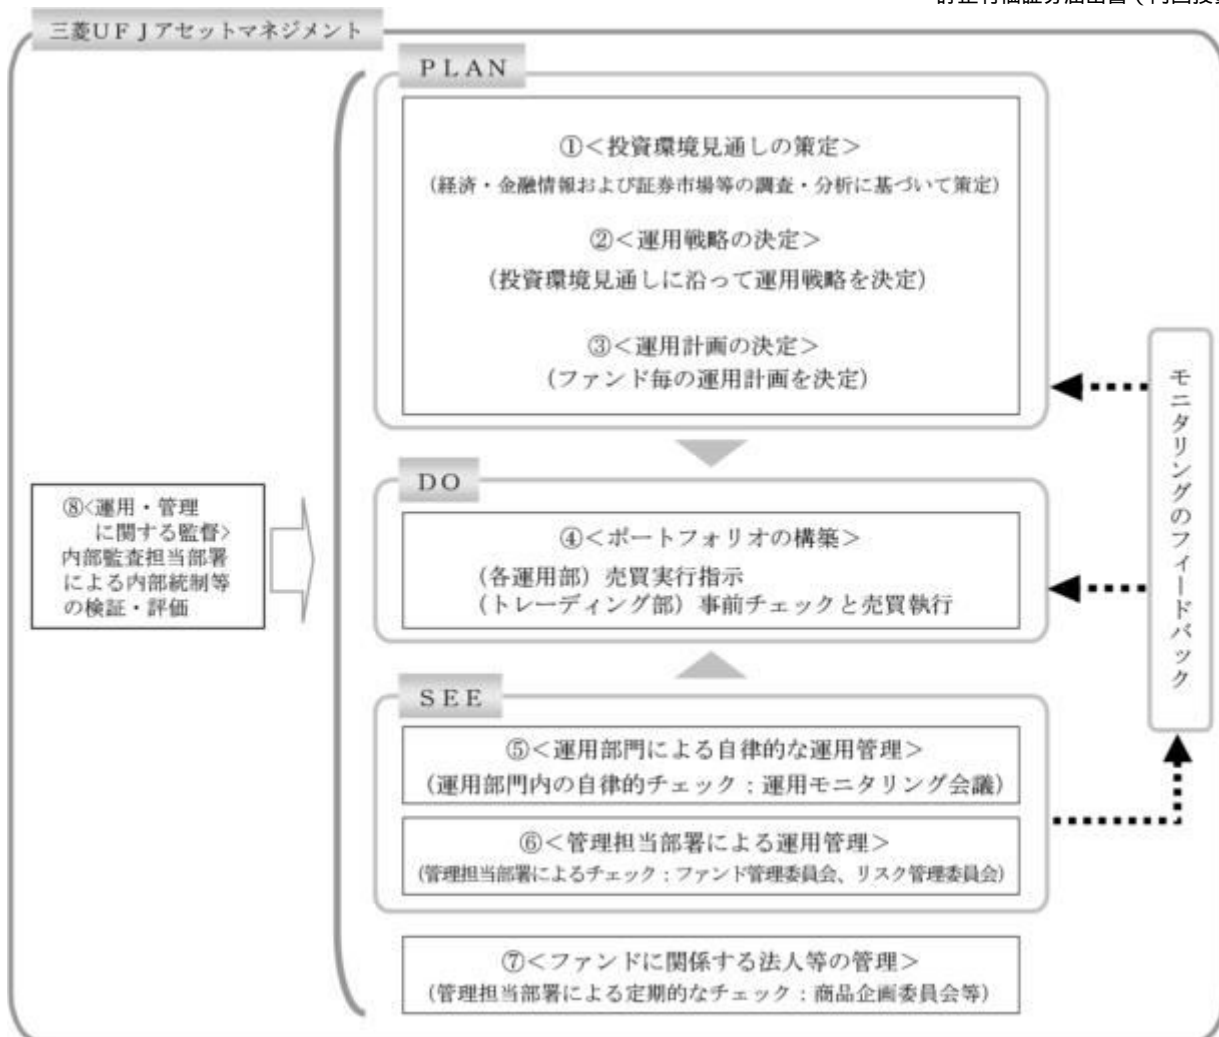 三菱UFJアセットマネジメント
PLAN
①<投資環境見通しの策定>
(経済・金融情報および証券市場等の調査・分析に基づいて策定)
②<運用戦略の決定>
(投資環境見通しに沿って運用戦略を決定)
③<運用計画の決定>
(ファンド毎の運用計画を決定)
DO
④<ポートフォリオの構築>
(各運用部)売買実行指示
(トレーディング部)事前チェックと売買執行
SEE
⑤<運用部門による自律的な運用管理>
(運用部門内の自律的チェック:運用モニタリング会議)
⑥<管理担当部署による運用管理>
(管理担当部署によるチェック:ファンド管理委員会、リスク管理委員会)
⑦<ファンドに関係する法人等の管理>
(管理担当部署による定期的なチェック:商品企画委員会等)
⑧<運用・管理
に関する監督>
内部監査担当部署
による内部統制等
の検証・評価
モニタリングのフィードバック